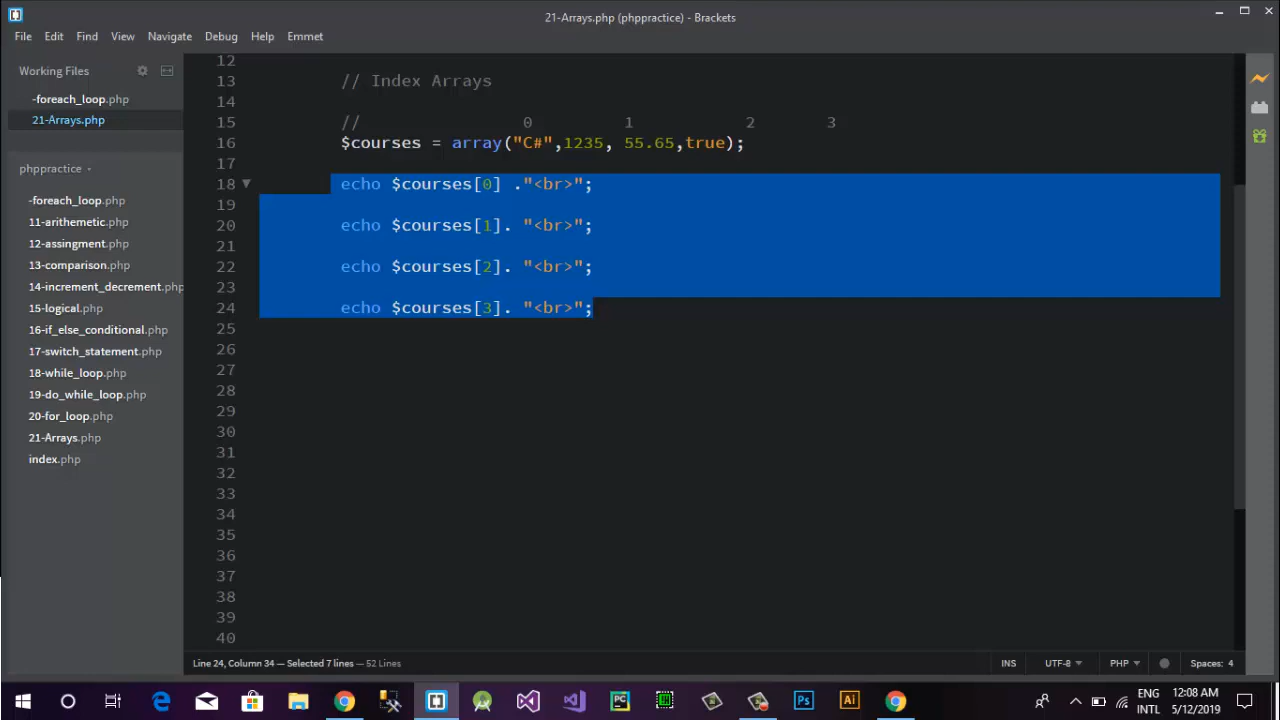 21-Arrays.php (phppractice) - Brackets
File Edit Find View Navigate Debug Help Emmet
Working Files
-foreach_loop.php
21-Arrays.php
phppractice
-foreach_loop.php
11-arithemetic.php
12-assingment.php
13-comparison.php
14-increment_decrement.php
15-logical.php
16-if_else_conditional.php
17-switch_statement.php
18-while_loop.php
19-do_while_loop.php
20-for_loop.php
21-Arrays.php
index.php
12
13 // Index Arrays
14
15 // 0 1 2 3
16 $courses = array("C#",1235, 55.65,true);
17
18 echo $courses[0] ."<br>";
19
20 echo $courses[1]. "<br>";
21
22 echo $courses[2]. "<br>";
23
24 echo $courses[3]. "<br>";
25
26
27
28
29
30
31
32
33
34
35
36
37
38
39
40
Line 24, Column 34 — Selected 7 lines — 52 Lines
INS UTF-8 PHP Spaces: 4
PC Ps Ai
ENG 12:08 AM
INTL 5/12/2019